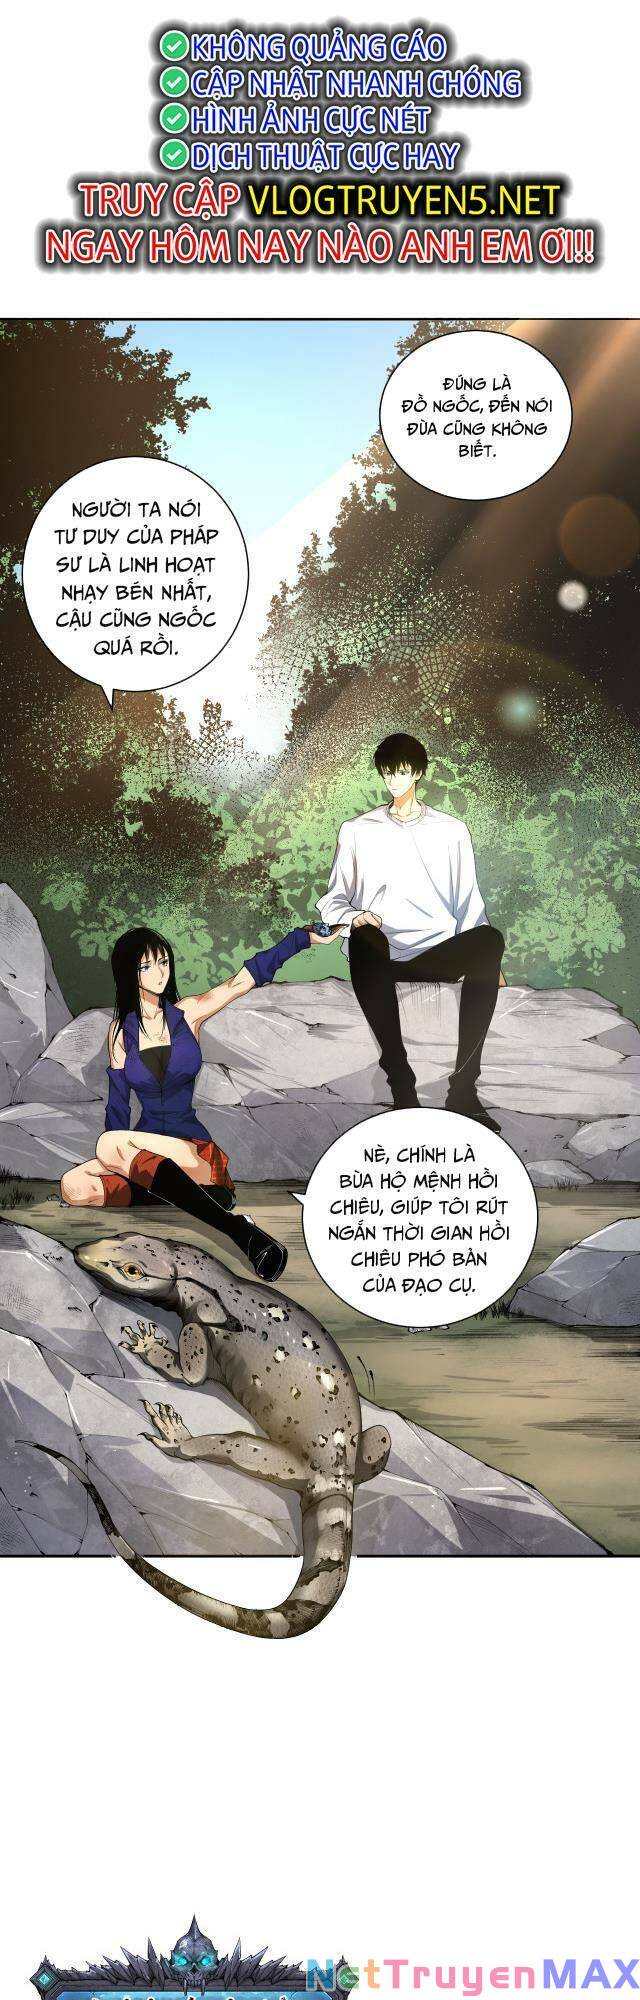 KHÔNG QUẢNG CÁO
CẬP NHẬT NHANH CHÓNG
HÌNH ẢNH CỰC NÉT
DỊCH THUẬT CỰC HAY
TRUY CẬP VLOGTRUYEN5.NET
NGAY HÔM NAY NÀO ANH EM ƠI!!
ĐÚNG LÀ
ĐỒ NGỐC, ĐẾN NÓI
ĐÙA CŨNG KHÔNG
BIẾT.
NGƯỜI TA NÓI
TƯ DUY CỦA PHÁP
SƯ LÀ LINH HOẠT
NHẠY BÉN NHẤT,
CẬU CŨNG NGỐC
QUÁ RỒI.
NÈ, CHÍNH LÀ
BÙA HỘ MỆNH HỒI
CHIÊU, GIÚP TÔI RÚT
NGẮN THỜI GIAN HỒI
CHIÊU PHÓ BẢN
CỦA ĐẠO CỤ.
NETTRUYENMAX